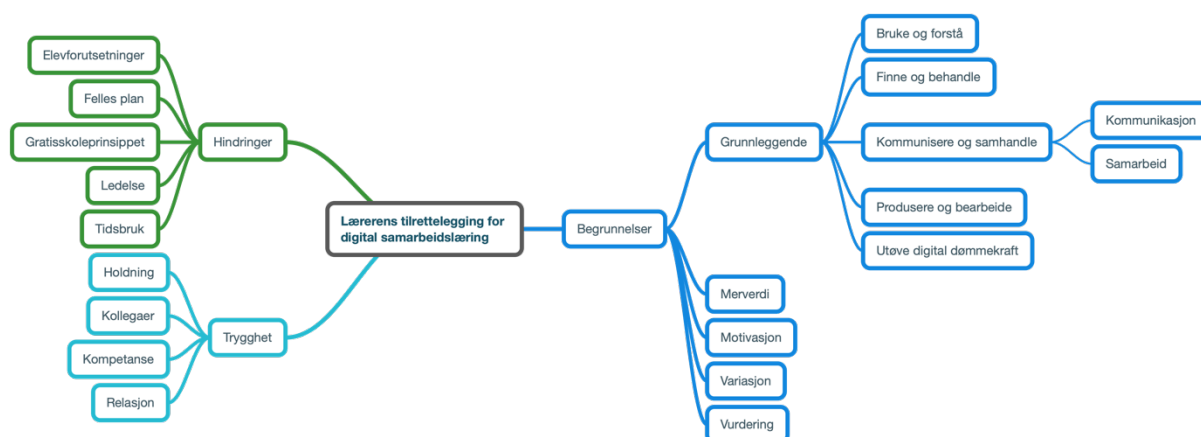 Elevforutsetninger
Felles plan
Gratisskoleprinsippet
Ledelse
Tidsbruk
Hindringer
Holdning
Kollegaer
Kompetanse
Relasjon
Trygghet
Lærerens tilrettelegging for
digital samarbeidslæring
Begrunnelser
Grunnleggende
Bruke og forstå
Finne og behandle
Kommunisere og samhandle
Kommunikasjon
Samarbeid
Produsere og bearbeide
Utøve digital dømmekraft
Merverdi
Motivasjon
Variasjon
Vurdering